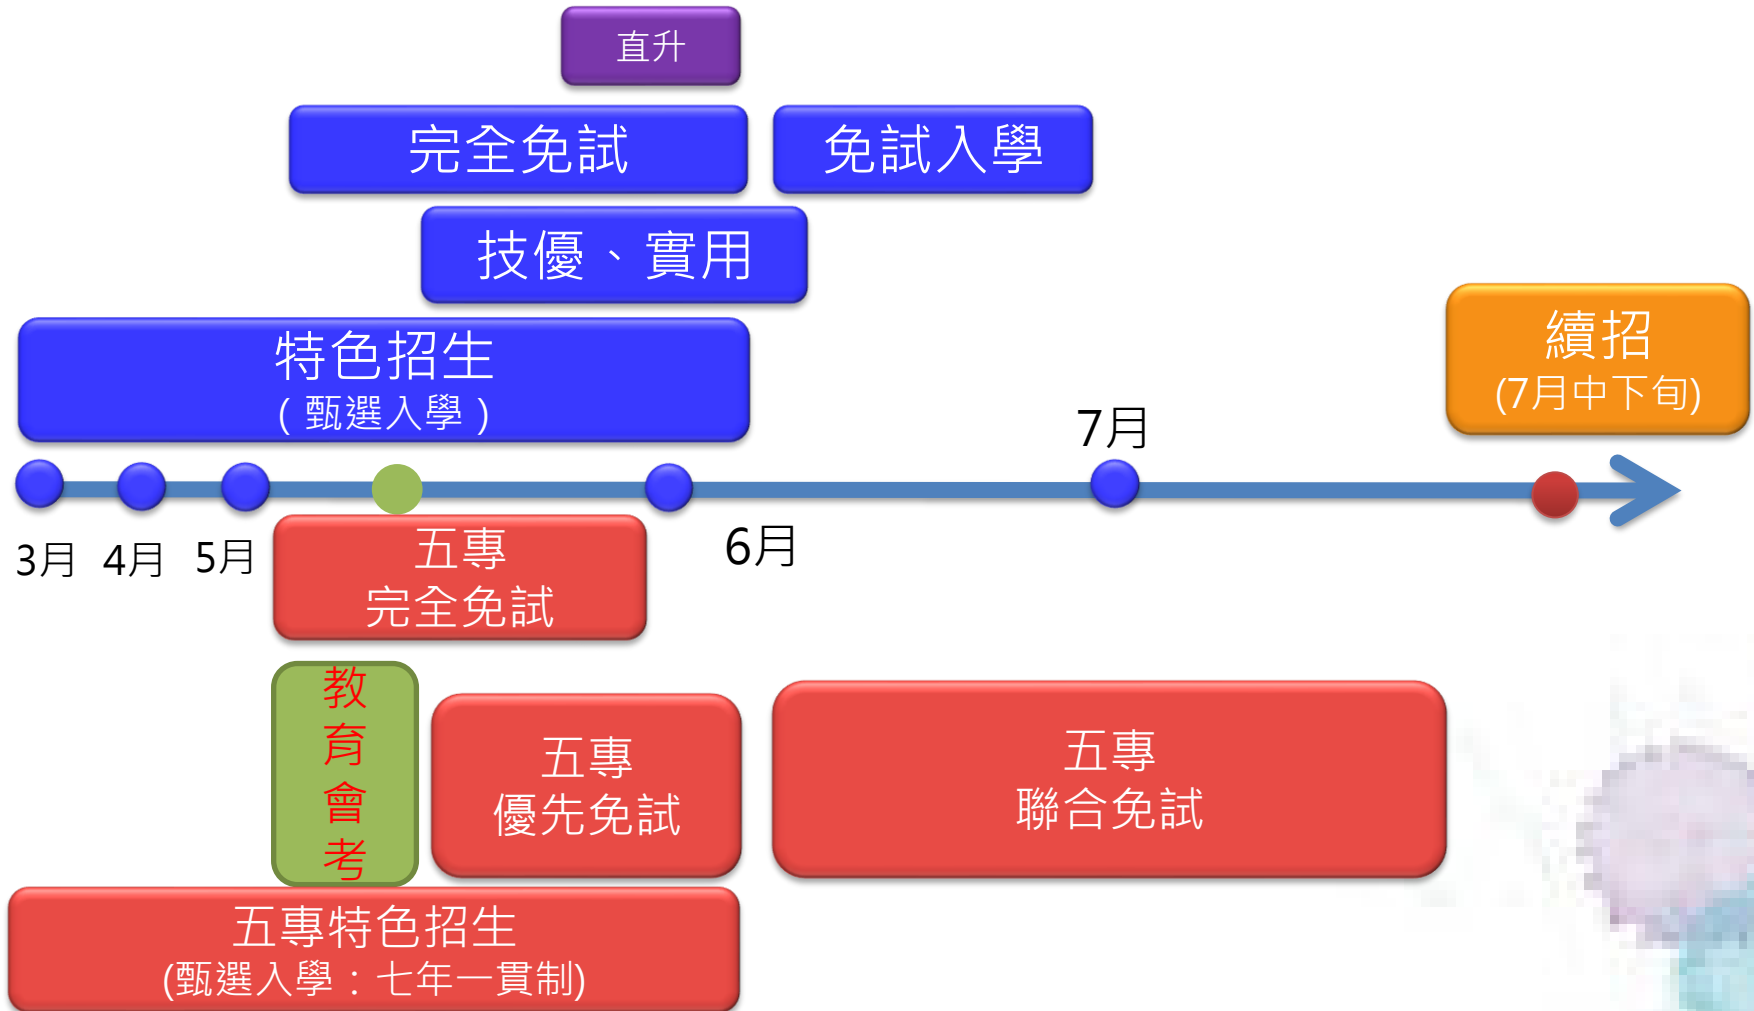 直升
完全免試
免試入學
技優、實用
特色招生
( 甄選入學 )
續招
(7月中下旬)
7月
3月
4月
5月
6月
五專
完全免試
教
育
會
考
五專
優先免試
五專
聯合免試
五專特色招生
(甄選入學：七年一貫制)